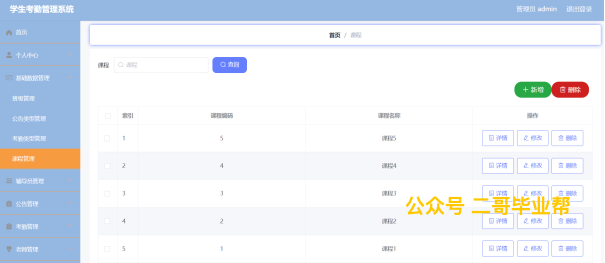 学生考勤管理系统
管理员 admin 退出登录
首页
首页 / 课程
个人中心
基础数据管理
班级管理
公告类型管理
考勤类型管理
课程管理
辅导员管理
公告管理
考勤管理
老师管理
课程 课程 查询
+ 新增 删除
索引 课程编码 课程名称 操作
1 5 课程5 详情 修改 删除
2 4 课程4 详情 修改 删除
3 3 课程3 详情 修改 删除
公众号 二哥毕业帮
4 2 课程2 详情 修改 删除
5 1 课程1 详情 修改 删除